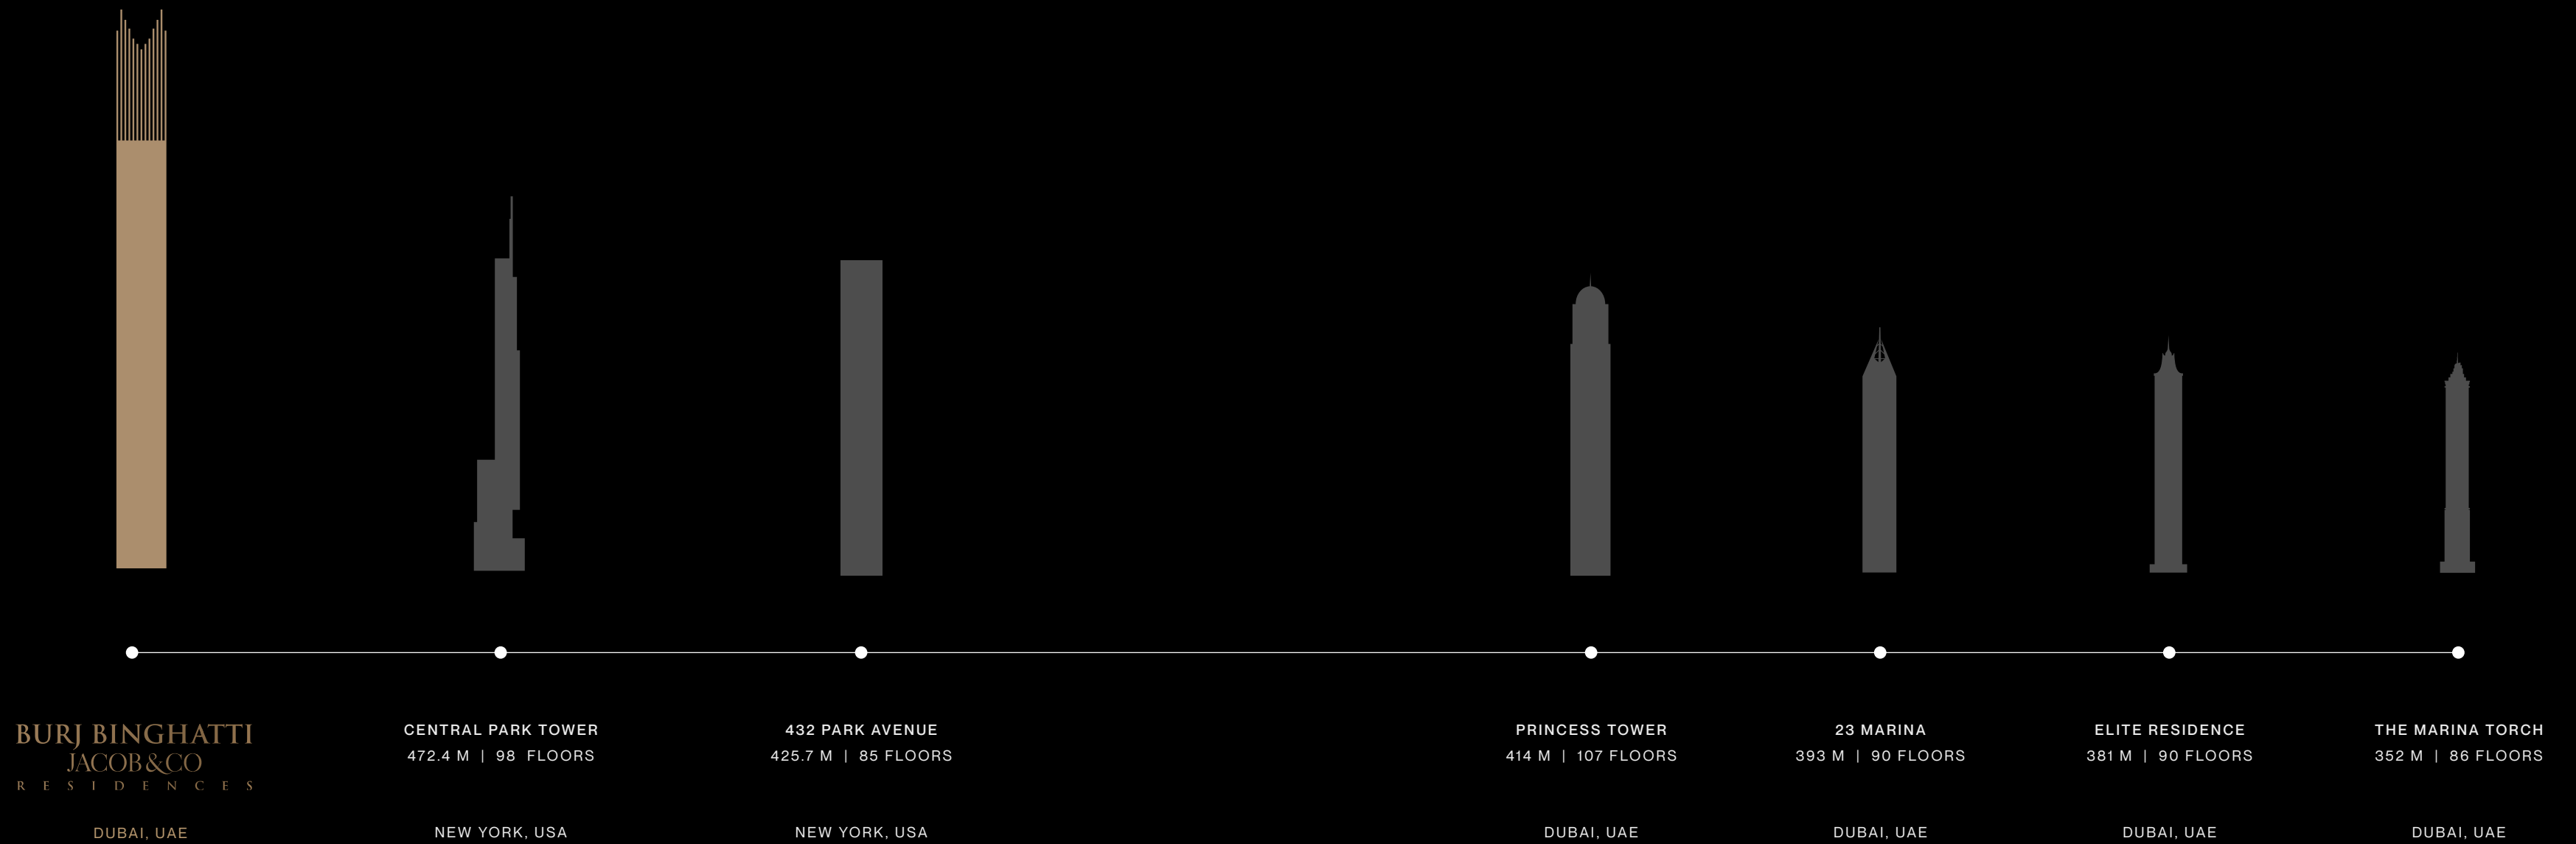 BURJ BINGHATTI
JACOB&CO
RESIDENCES
DUBAI, UAE
CENTRAL PARK TOWER
472.4 M | 98 FLOORS
NEW YORK, USA
432 PARK AVENUE
425.7 M | 85 FLOORS
NEW YORK, USA
PRINCESS TOWER
414 M | 107 FLOORS
DUBAI, UAE
23 MARINA
393 M | 90 FLOORS
DUBAI, UAE
ELITE RESIDENCE
381 M | 90 FLOORS
DUBAI, UAE
THE MARINA TORCH
352 M | 86 FLOORS
DUBAI, UAE